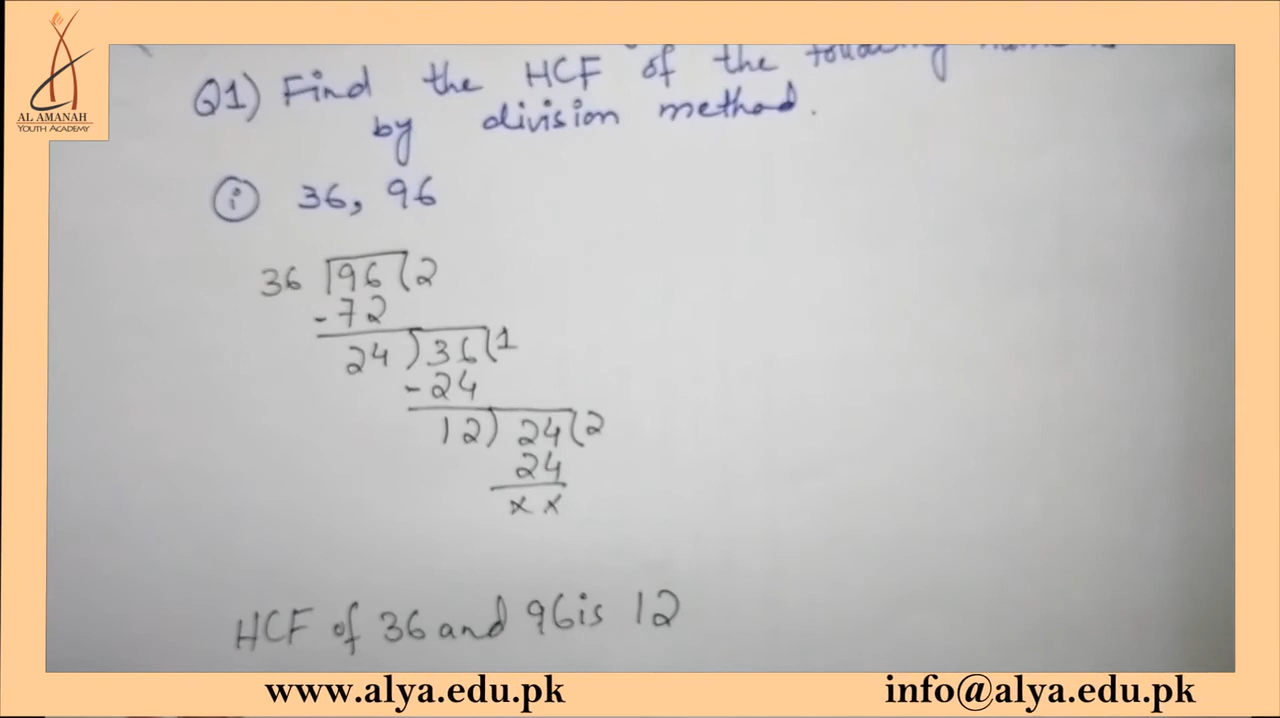 AL AMANAH
YOUTH ACADEMY
Q1) Find the HCF of the following
by division method.
i 36, 96
36 96 ( 2
- 72
24 ) 36 ( 1
- 24
12 ) 24 ( 2
24
x x
HCF of 36 and 96 is 12
www.alya.edu.pk info@alya.edu.pk